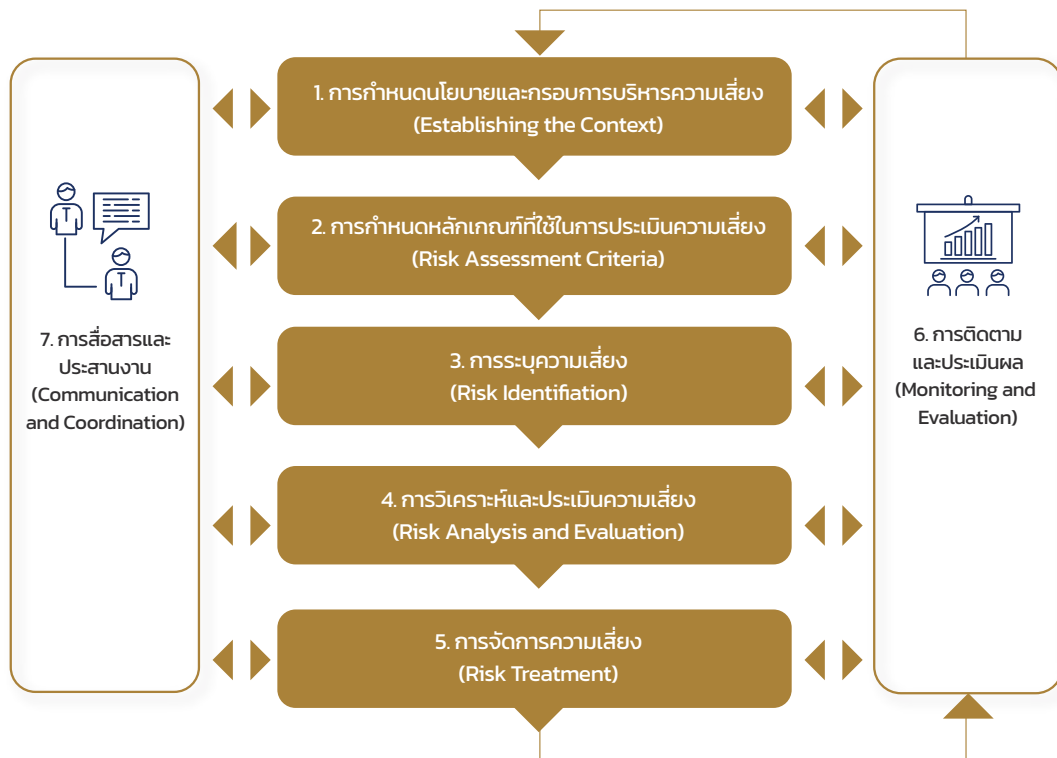 1. การกำหนดนโยบายและกรอบการบริหารความเสี่ยง
(Establishing the Context)
2. การกำหนดหลักเกณฑ์ที่ใช้ในการประเมินความเสี่ยง
(Risk Assessment Criteria)
3. การระบุความเสี่ยง
(Risk Identifiation)
4. การวิเคราะห์และประเมินความเสี่ยง
(Risk Analysis and Evaluation)
5. การจัดการความเสี่ยง
(Risk Treatment)
6. การติดตาม
และประเมินผล
(Monitoring and
Evaluation)
7. การสื่อสารและ
ประสานงาน
(Communication
and Coordination)